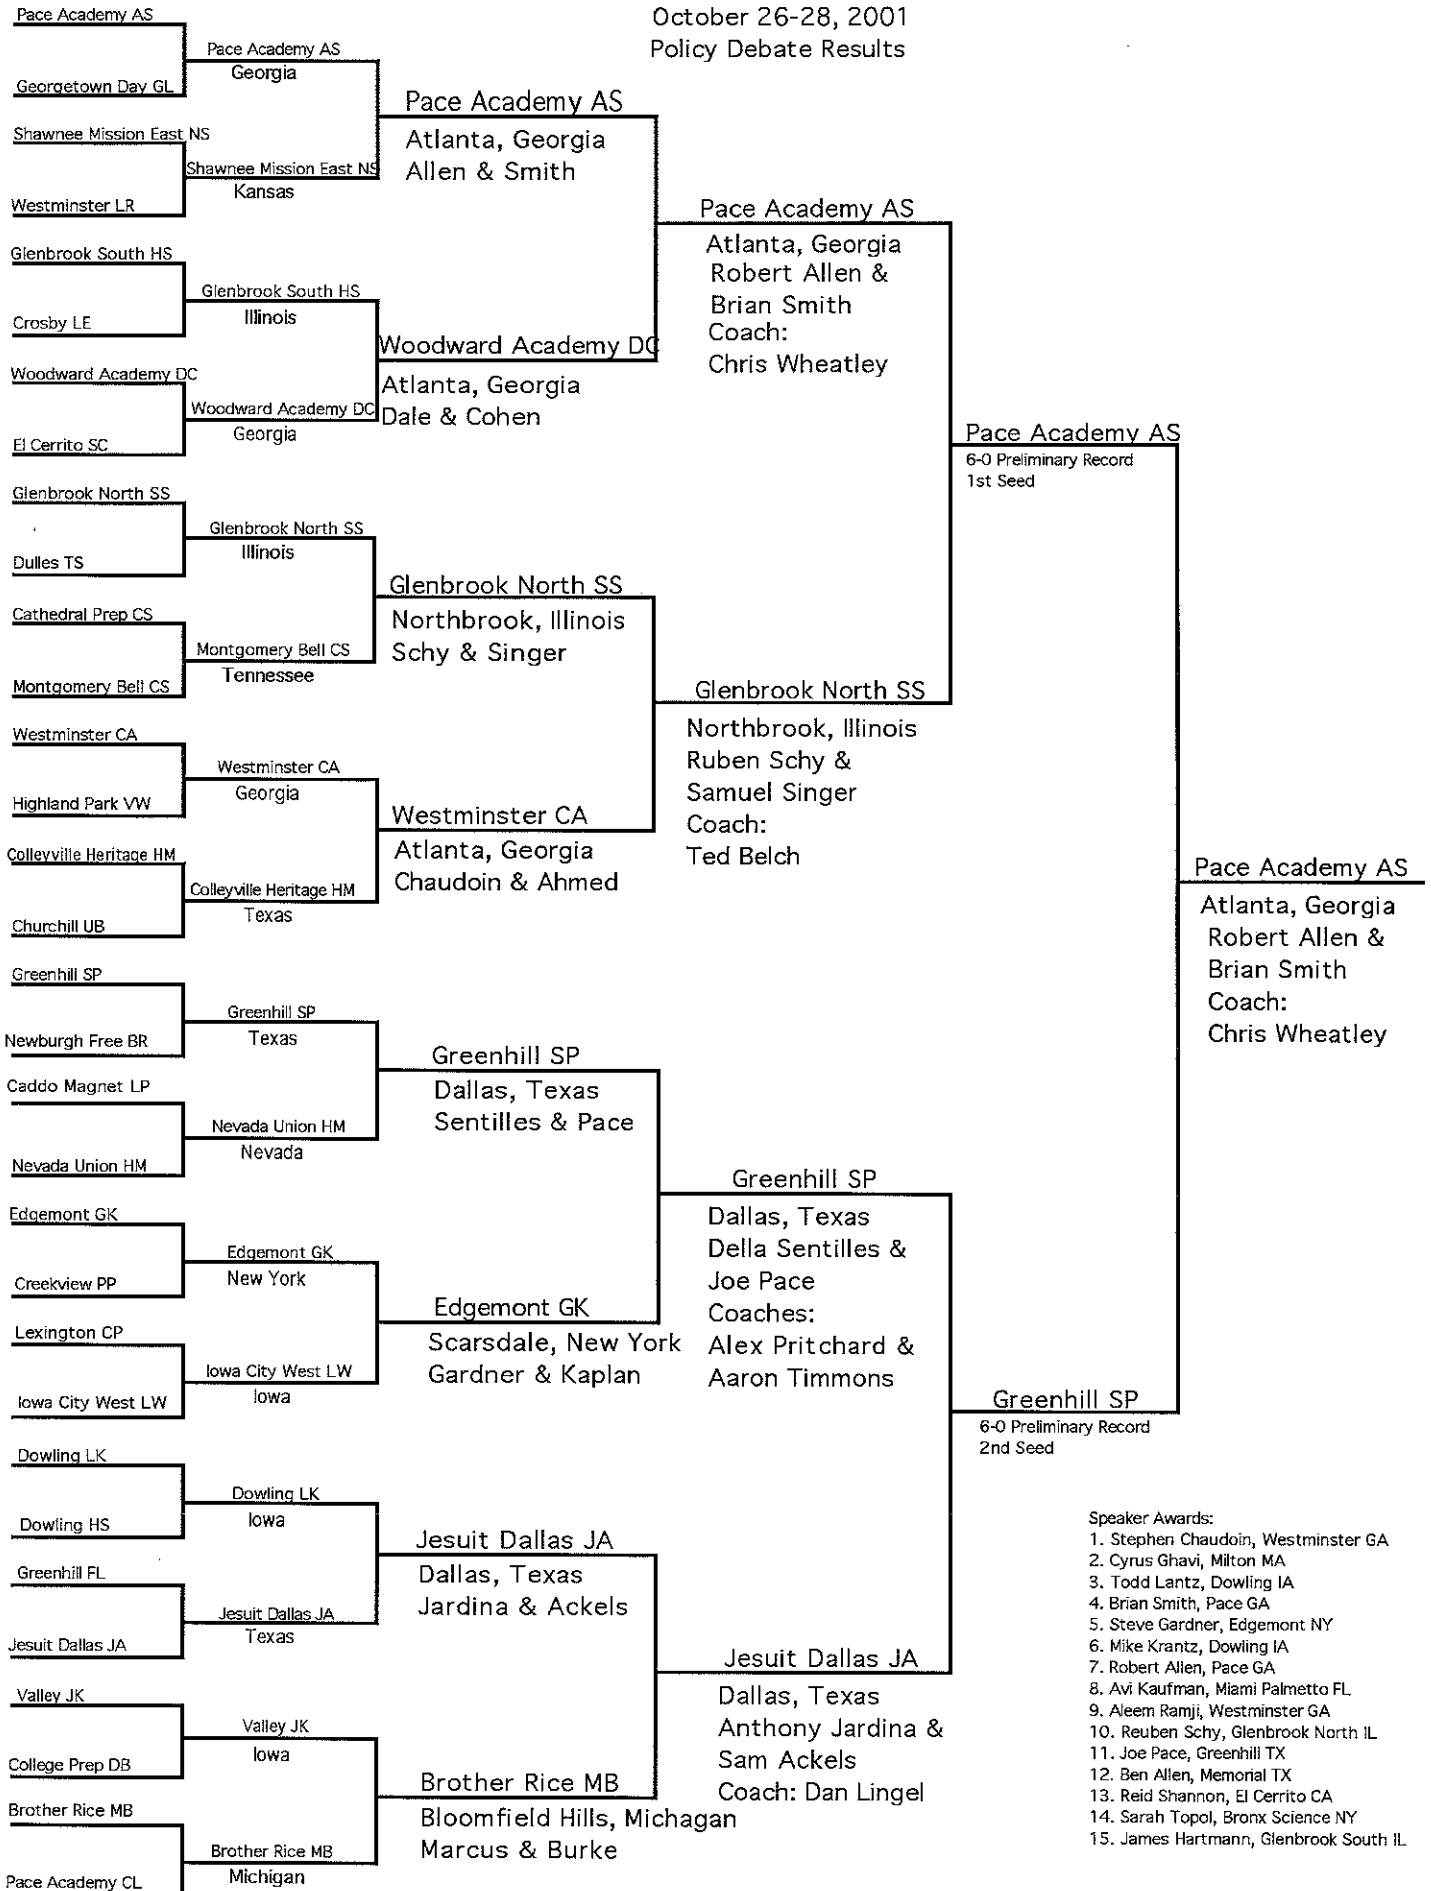 October 26-28, 2001
Policy Debate Results
Pace Academy AS
Georgetown Day GL
Shawnee Mission East NS
Westminster LR
Glenbrook South HS
Crosby LE
Woodward Academy DC
El Cerrito SC
Glenbrook North SS
Dulles TS
Cathedral Prep CS
Montgomery Bell CS
Westminster CA
Highland Park VW
Colleyville Heritage HM
Churchill UB
Greenhill SP
Newburgh Free BR
Caddo Magnet LP
Nevada Union HM
Edgemont GK
Creekview PP
Lexington CP
Iowa City West LW
Dowling LK
Dowling HS
Greenhill FL
Jesuit Dallas JA
Valley JK
College Prep DB
Brother Rice MB
Pace Academy CL
Pace Academy AS
Georgia
Shawnee Mission East NS
Kansas
Glenbrook South HS
Illinois
Woodward Academy DC
Georgia
Glenbrook North SS
Illinois
Montgomery Bell CS
Tennessee
Westminster CA
Georgia
Colleyville Heritage HM
Texas
Greenhill SP
Texas
Nevada Union HM
Nevada
Edgemont GK
New York
Iowa City West LW
Iowa
Dowling LK
Iowa
Jesuit Dallas JA
Texas
Valley JK
Iowa
Brother Rice MB
Michigan
Pace Academy AS
Atlanta, Georgia
Allen & Smith
Woodward Academy DC
Atlanta, Georgia
Dale & Cohen
Glenbrook North SS
Northbrook, Illinois
Schy & Singer
Westminster CA
Atlanta, Georgia
Chaudoin & Ahmed
Greenhill SP
Dallas, Texas
Sentilles & Pace
Edgemont GK
Scarsdale, New York
Gardner & Kaplan
Jesuit Dallas JA
Dallas, Texas
Jardina & Ackels
Brother Rice MB
Bloomfield Hills, Michagan
Marcus & Burke
Pace Academy AS
Atlanta, Georgia
Robert Allen &
Brian Smith
Coach:
Chris Wheatley
Glenbrook North SS
Northbrook, Illinois
Ruben Schy &
Samuel Singer
Coach:
Ted Belch
Greenhill SP
Dallas, Texas
Della Sentilles &
Joe Pace
Coaches:
Alex Pritchard &
Aaron Timmons
Jesuit Dallas JA
Dallas, Texas
Anthony Jardina &
Sam Ackels
Coach: Dan Lingel
Pace Academy AS
6-0 Preliminary Record
1st Seed
Greenhill SP
6-0 Preliminary Record
2nd Seed
Pace Academy AS
Atlanta, Georgia
Robert Allen &
Brian Smith
Coach:
Chris Wheatley
Speaker Awards:
1. Stephen Chaudoin, Westminster GA
2. Cyrus Ghavi, Milton MA
3. Todd Lantz, Dowling IA
4. Brian Smith, Pace GA
5. Steve Gardner, Edgemont NY
6. Mike Krantz, Dowling IA
7. Robert Allen, Pace GA
8. Avi Kaufman, Miami Palmetto FL
9. Aleem Ramji, Westminster GA
10. Reuben Schy, Glenbrook North IL
11. Joe Pace, Greenhill TX
12. Ben Allen, Memorial TX
13. Reid Shannon, El Cerrito CA
14. Sarah Topol, Bronx Science NY
15. James Hartmann, Glenbrook South IL